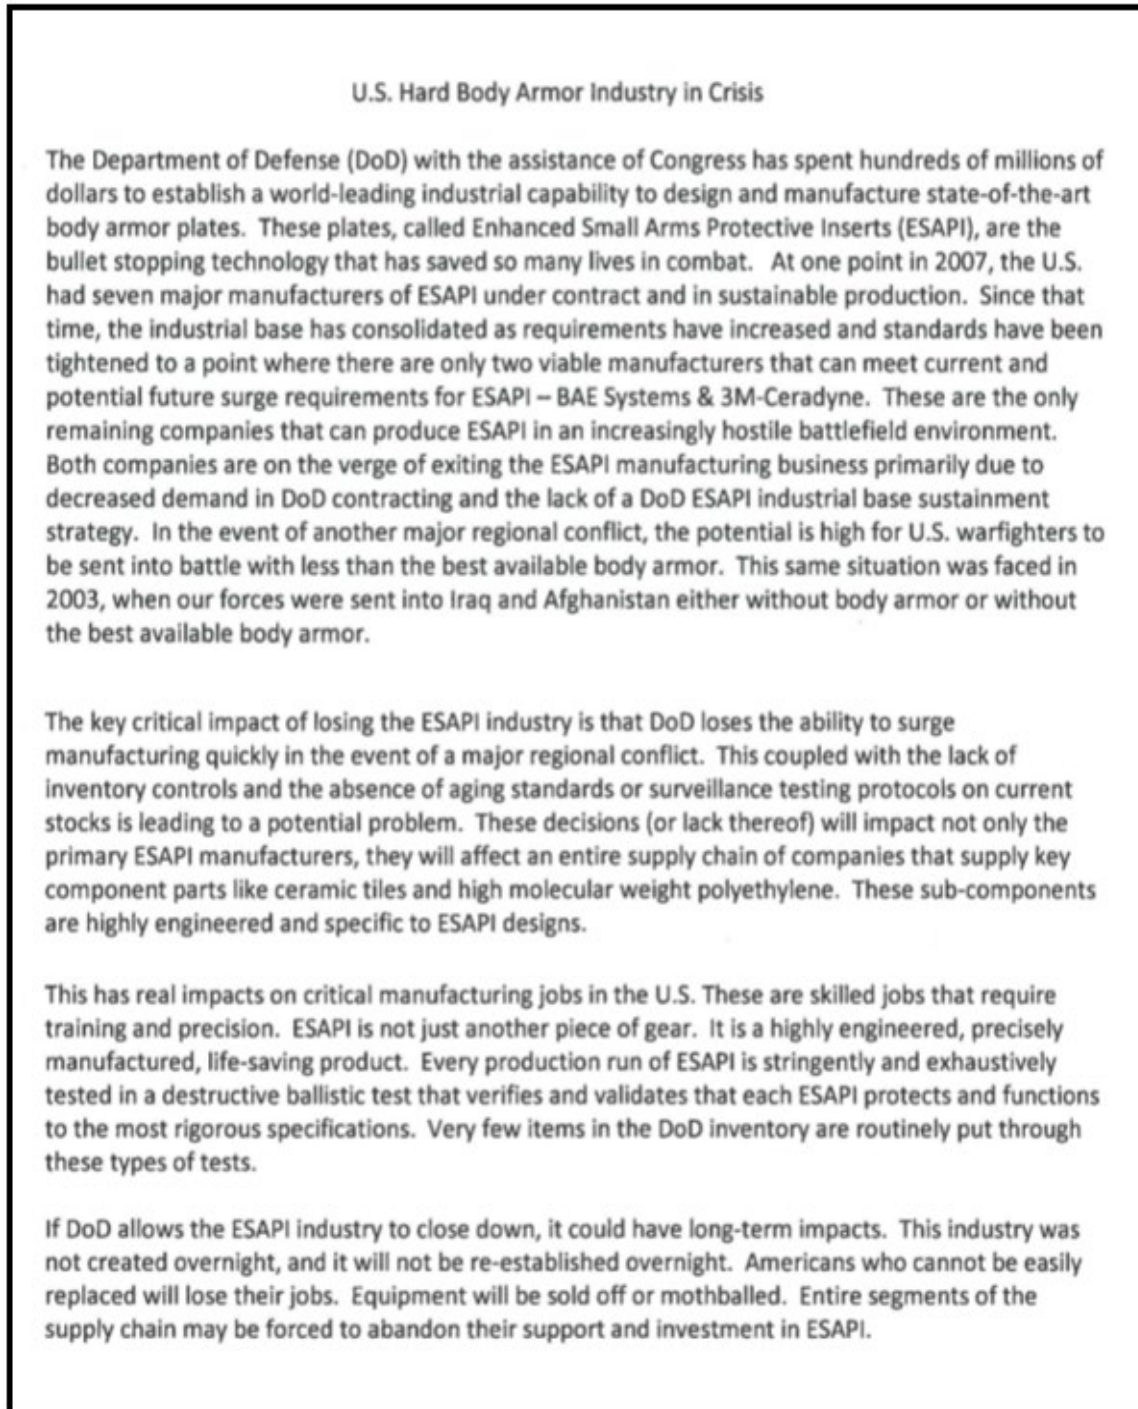 U.S. Hard Body Armor Industry in Crisis
The Department of Defense (DoD) with the assistance of Congress has spent hundreds of millions of
dollars to establish a world-leading industrial capability to design and manufacture state-of-the-art
body armor plates. These plates, called Enhanced Small Arms Protective Inserts (ESAPI), are the
bullet stopping technology that has saved so many lives in combat. At one point in 2007, the U.S.
had seven major manufacturers of ESAPI under contract and in sustainable production. Since that
time, the industrial base has consolidated as requirements have increased and standards have been
tightened to a point where there are only two viable manufacturers that can meet current and
potential future surge requirements for ESAPI – BAE Systems & 3M-Ceradyne. These are the only
remaining companies that can produce ESAPI in an increasingly hostile battlefield environment.
Both companies are on the verge of exiting the ESAPI manufacturing business primarily due to
decreased demand in DoD contracting and the lack of a DoD ESAPI industrial base sustainment
strategy. In the event of another major regional conflict, the potential is high for U.S. warfighters to
be sent into battle with less than the best available body armor. This same situation was faced in
2003, when our forces were sent into Iraq and Afghanistan either without body armor or without
the best available body armor.
The key critical impact of losing the ESAPI industry is that DoD loses the ability to surge
manufacturing quickly in the event of a major regional conflict. This coupled with the lack of
inventory controls and the absence of aging standards or surveillance testing protocols on current
stocks is leading to a potential problem. These decisions (or lack thereof) will impact not only the
primary ESAPI manufacturers, they will affect an entire supply chain of companies that supply key
component parts like ceramic tiles and high molecular weight polyethylene. These sub-components
are highly engineered and specific to ESAPI designs.
This has real impacts on critical manufacturing jobs in the U.S. These are skilled jobs that require
training and precision. ESAPI is not just another piece of gear. It is a highly engineered, precisely
manufactured, life-saving product. Every production run of ESAPI is stringently and exhaustively
tested in a destructive ballistic test that verifies and validates that each ESAPI protects and functions
to the most rigorous specifications. Very few items in the DoD inventory are routinely put through
these types of tests.
If DoD allows the ESAPI industry to close down, it could have long-term impacts. This industry was
not created overnight, and it will not be re-established overnight. Americans who cannot be easily
replaced will lose their jobs. Equipment will be sold off or mothballed. Entire segments of the
supply chain may be forced to abandon their support and investment in ESAPI.